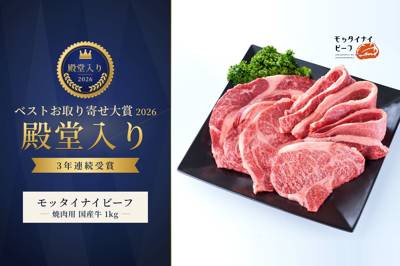 殿堂入り
2026
ベストお取り寄せ大賞 2026
殿堂入り
3年連続受賞
モッタイナイビーフ
焼肉用 国産牛 1kg
モッタイナイ
ビーフ